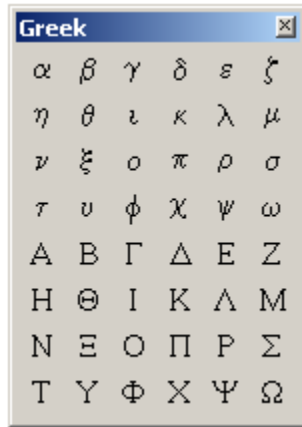 Greek
α β γ δ ε ζ
η θ ι κ λ μ
ν ξ ο π ρ σ
τ υ φ χ ψ ω
Α Β Γ Δ Ε Ζ
Η Θ Ι Κ Λ Μ
Ν Ξ Ο Π Ρ Σ
Τ Υ Φ Χ Ψ Ω